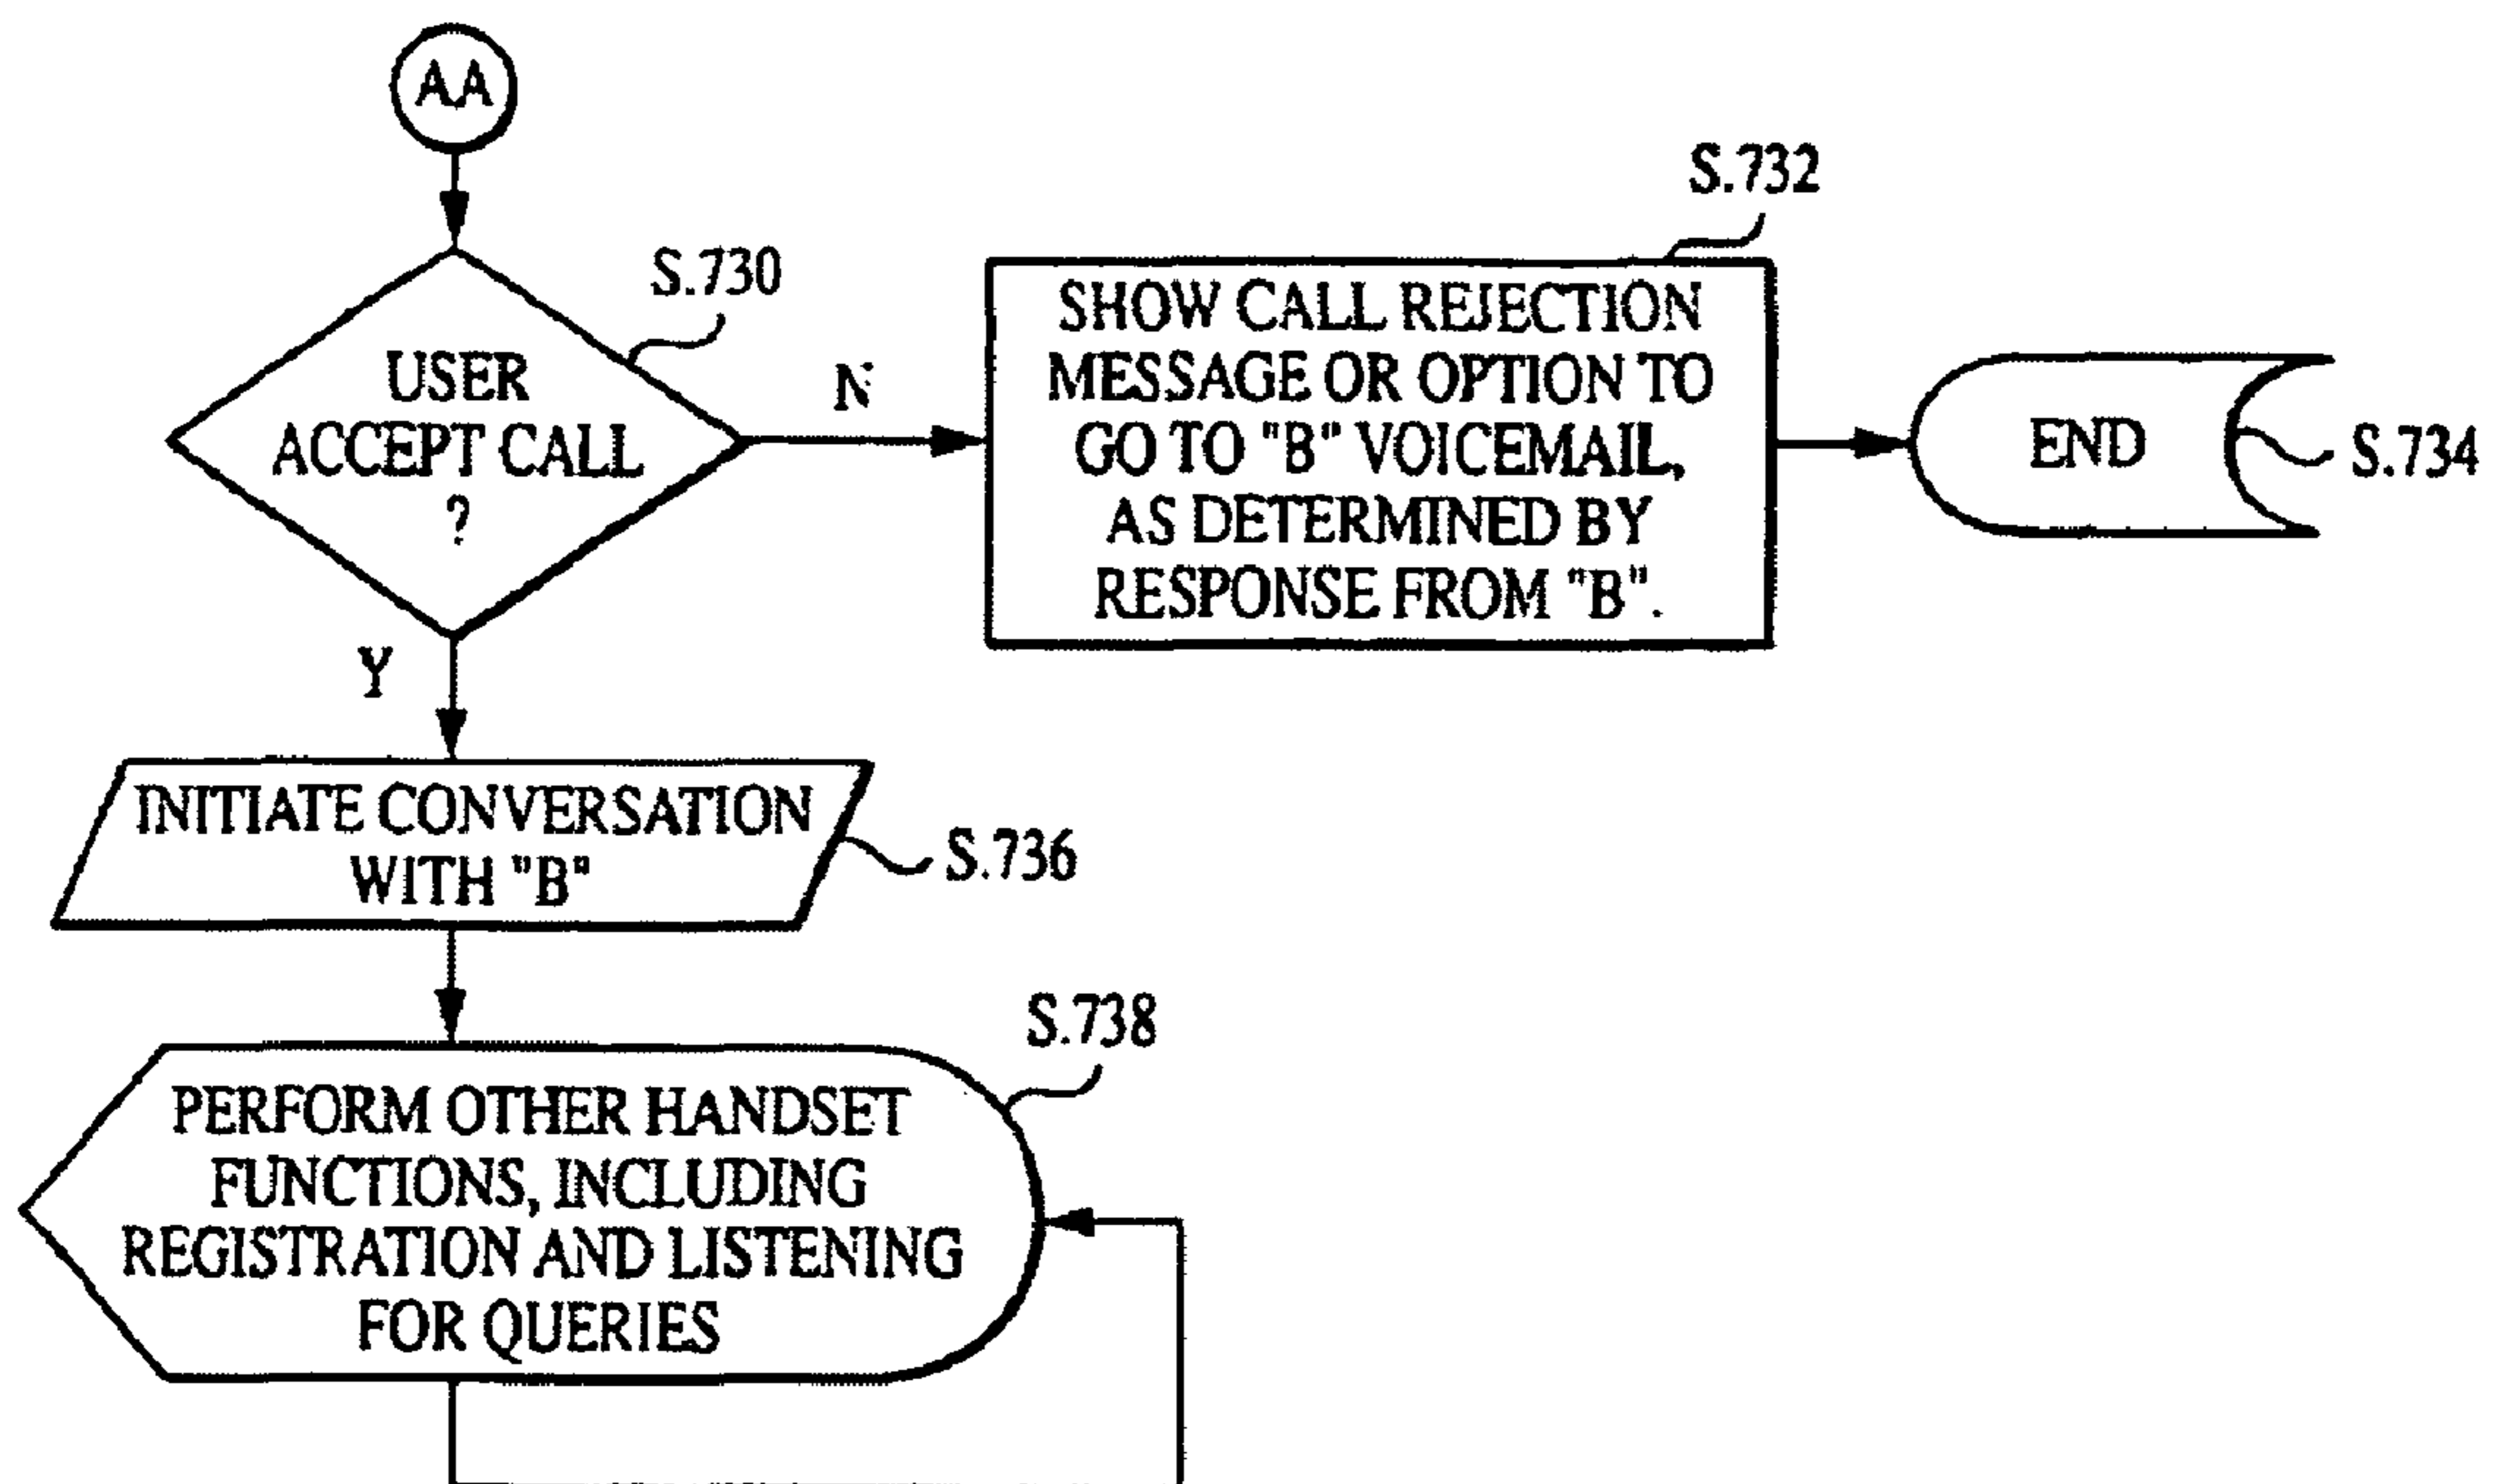 AA
S.730
USER
ACCEPT CALL
?
N
Y
S.732
SHOW CALL REJECTION
MESSAGE OR OPTION TO
GO TO "B" VOICEMAIL,
AS DETERMINED BY
RESPONSE FROM "B".
END
S.734
INITIATE CONVERSATION
WITH "B"
S.736
S.738
PERFORM OTHER HANDSET
FUNCTIONS, INCLUDING
REGISTRATION AND LISTENING
FOR QUERIES